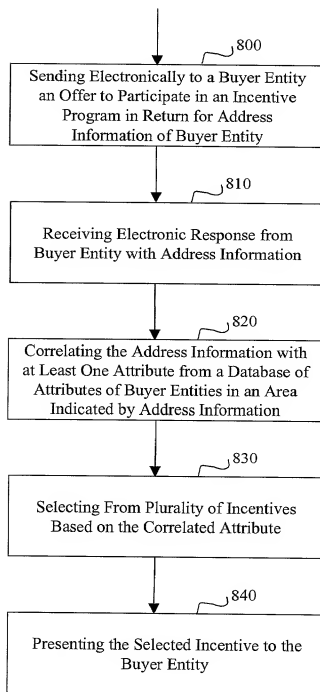 800
Sending Electronically to a Buyer Entity
an Offer to Participate in an Incentive
Program in Return for Address
Information of Buyer Entity
810
Receiving Electronic Response from
Buyer Entity with Address Information
820
Correlating the Address Information with
at Least One Attribute from a Database of
Attributes of Buyer Entities in an Area
Indicated by Address Information
830
Selecting From Plurality of Incentives
Based on the Correlated Attribute
840
Presenting the Selected Incentive to the
Buyer Entity